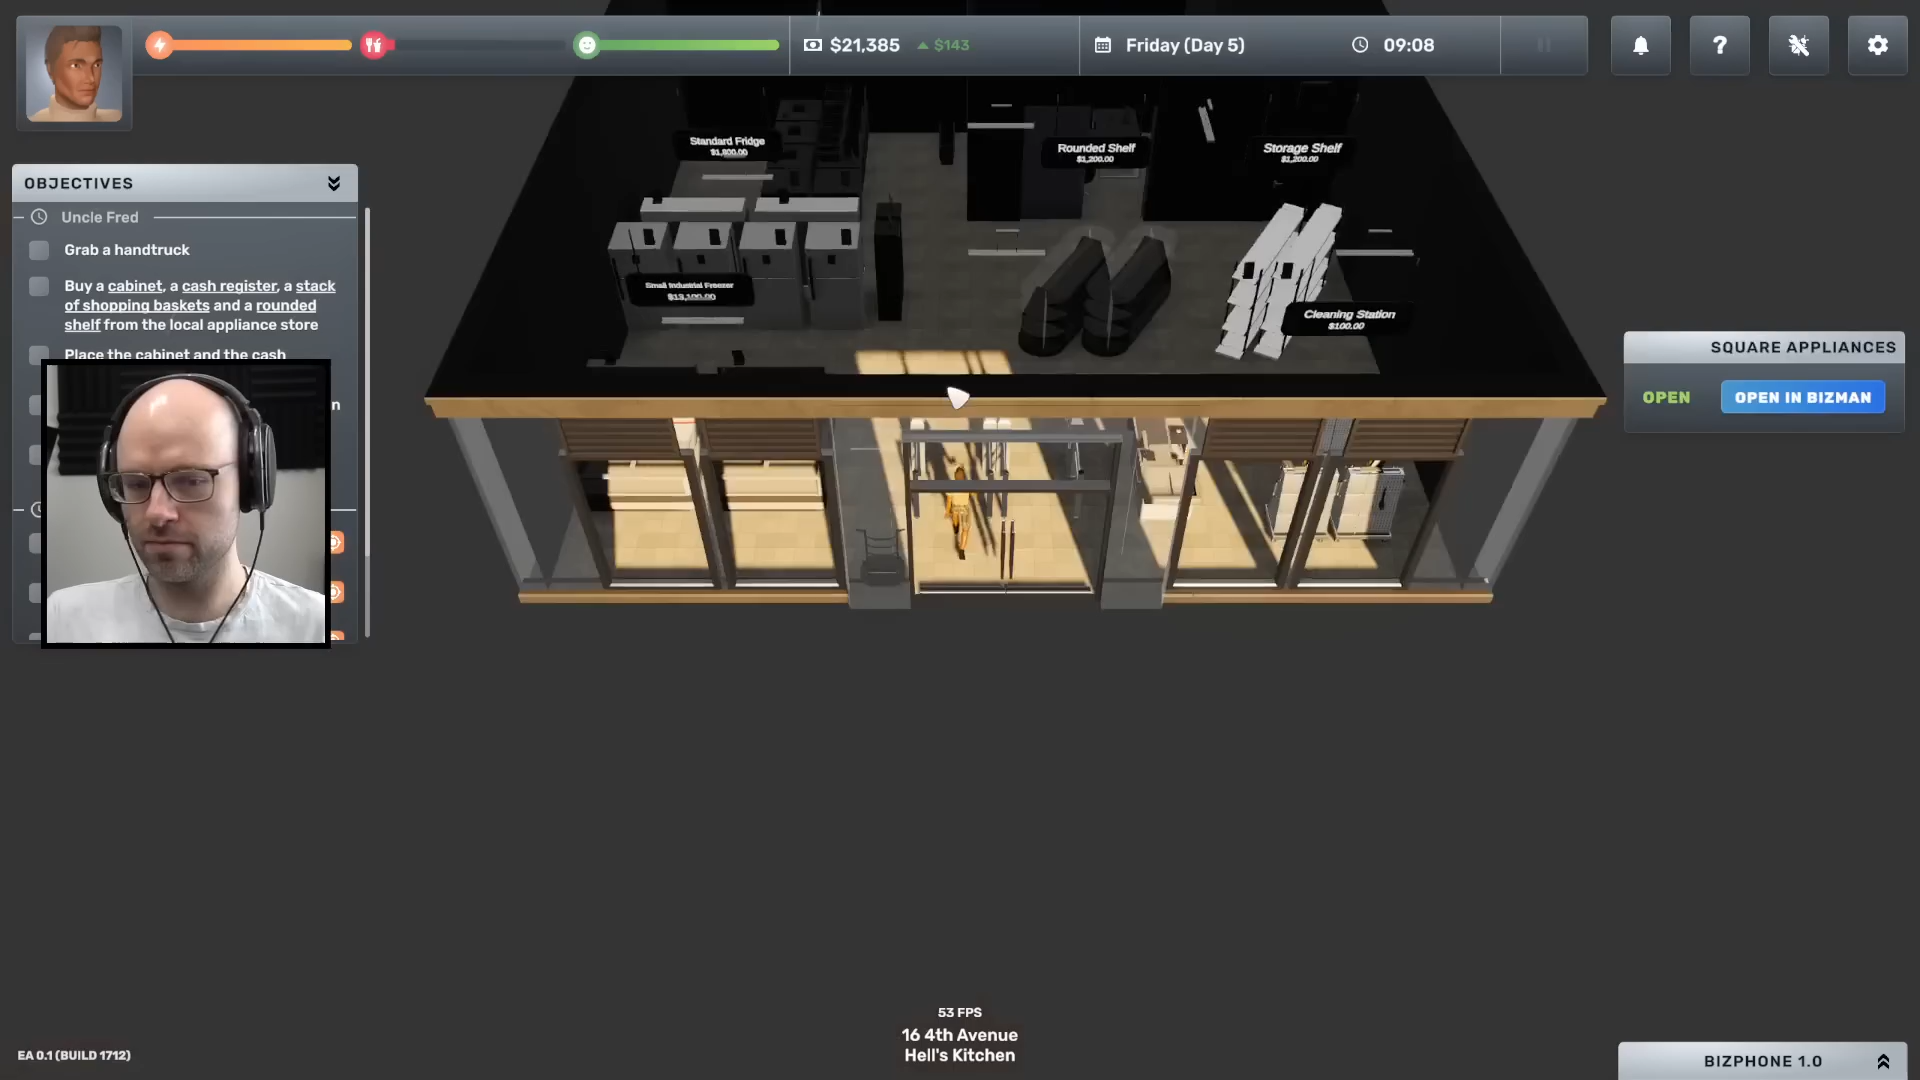 $21,385
$143
Friday (Day 5)
09:08
?
OBJECTIVES
Uncle Fred
Grab a handtruck
Buy a cabinet, a cash register, a stack
of shopping baskets and a rounded
shelf from the local appliance store
Place the cabinet and the cash
n
Standard Fridge
$1,800.00
Rounded Shelf
$1,200.00
Storage Shelf
$1,200.00
Small Industrial Freezer
$13,100.00
Cleaning Station
$100.00
SQUARE APPLIANCES
OPEN
OPEN IN BIZMAN
53 FPS
16 4th Avenue
Hell's Kitchen
EA 0.1 (BUILD 1712)
BIZPHONE 1.0